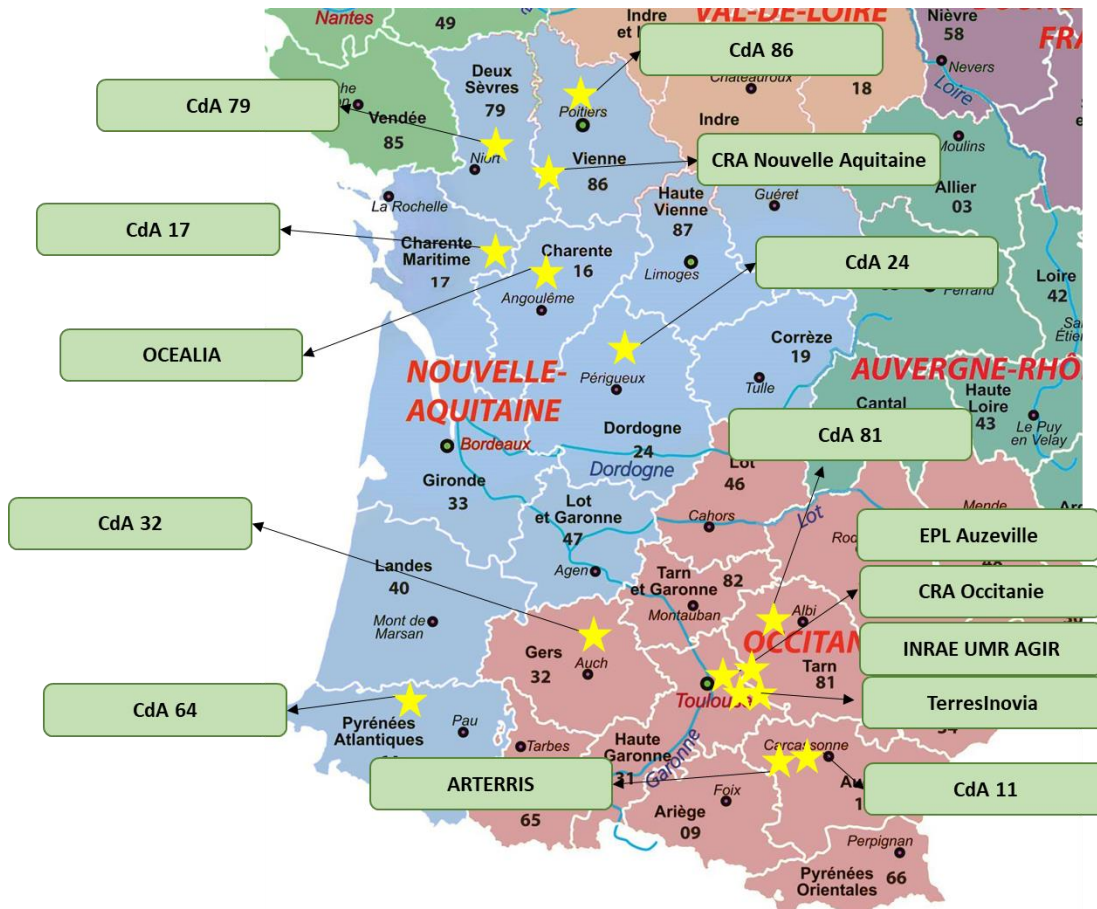 Nantes
49
Indre
et
VAL-DE-LOIRE
Nièvre
58
FRA
CdA 86
Deux
Sèvres
79
Châteauroux
18
Nevers
Loire
CdA 79
Vendée
85
Poitiers
Indre
Moulins
Niort
Vienne
86
CRA Nouvelle Aquitaine
Allier
03
La Rochelle
Haute
Vienne
87
Guéret
CdA 17
Charente
Maritime
17
Charente
16
Limoges
CdA 24
Ferrand
Loire
42
Angoulême
OCEALIA
Corrèze
19
Périgueux
Tulle
NOUVELLE-
AQUITAINE
AUVERGNE-RHÔ
Cantal
Haute
Loire
43
Le Puy
en Velay
Bordeaux
Dordogne
24
Dordogne
CdA 81
Gironde
33
Lot
46
Lot
et Garonne
47
Cahors
Lot
Mende
CdA 32
EPL Auzeville
Landes
40
Agen
Tarn
et Garonne
82
Montauban
CRA Occitanie
Mont de
Marsan
Albi
OCCITAN
INRAE UMR AGIR
Gers
32
Auch
Tarn
81
Toulouse
TerresInovia
CdA 64
Pyrénées
Atlantiques
Pau
Tarbes
Haute
Garonne
31
Garonne
Carcassonne
ARTERRIS
CdA 11
65
Ariège
09
Foix
Perpignan
Pyrénées
Orientales
66